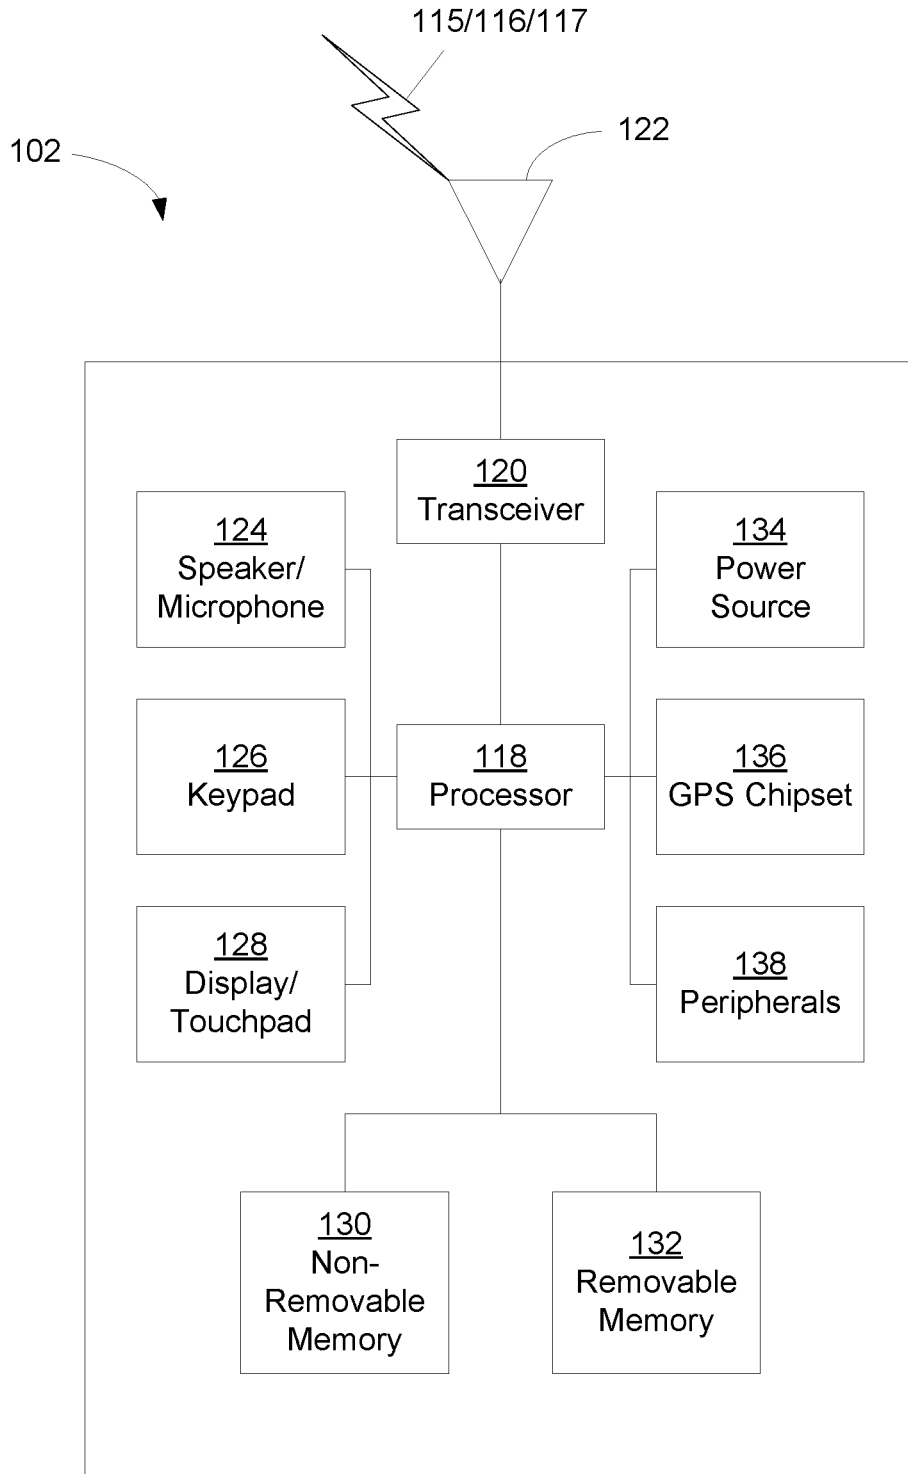 115/116/117
122
102
120
Transceiver
124
Speaker/
Microphone
134
Power
Source
126
Keypad
118
Processor
136
GPS Chipset
128
Display/
Touchpad
138
Peripherals
130
Non-
Removable
Memory
132
Removable
Memory